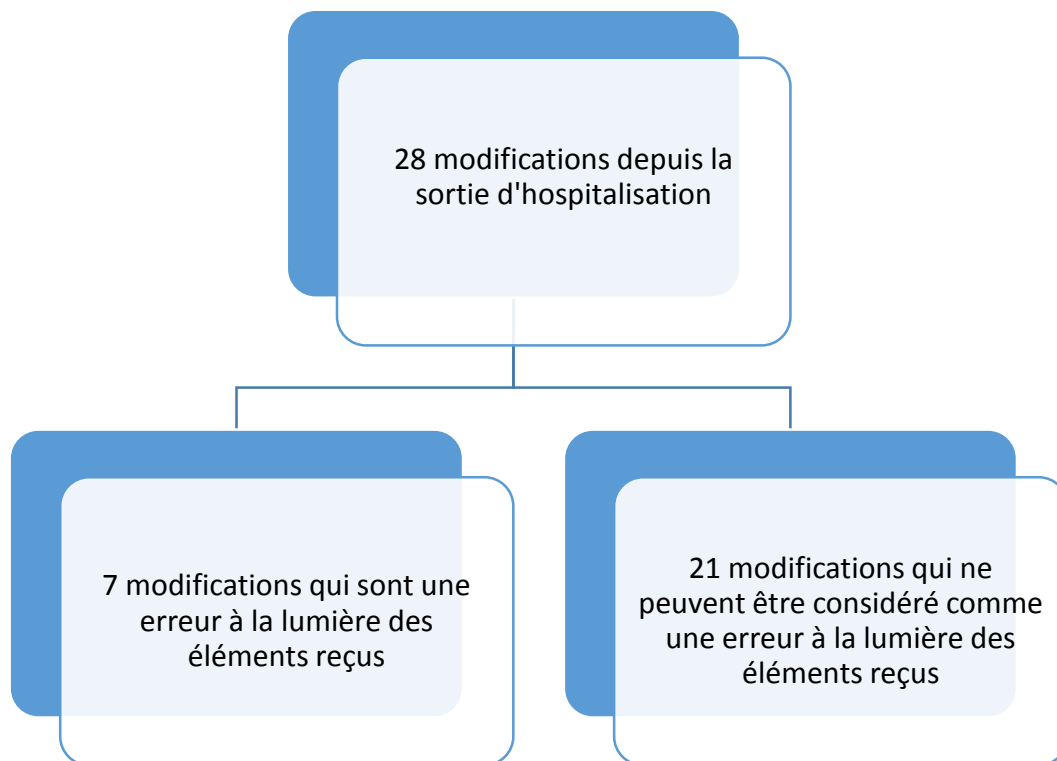 28 modifications depuis la
sortie d'hospitalisation
7 modifications qui sont une
erreur à la lumière des
éléments reçus
21 modifications qui ne
peuvent être considéré comme
une erreur à la lumière des
éléments reçus